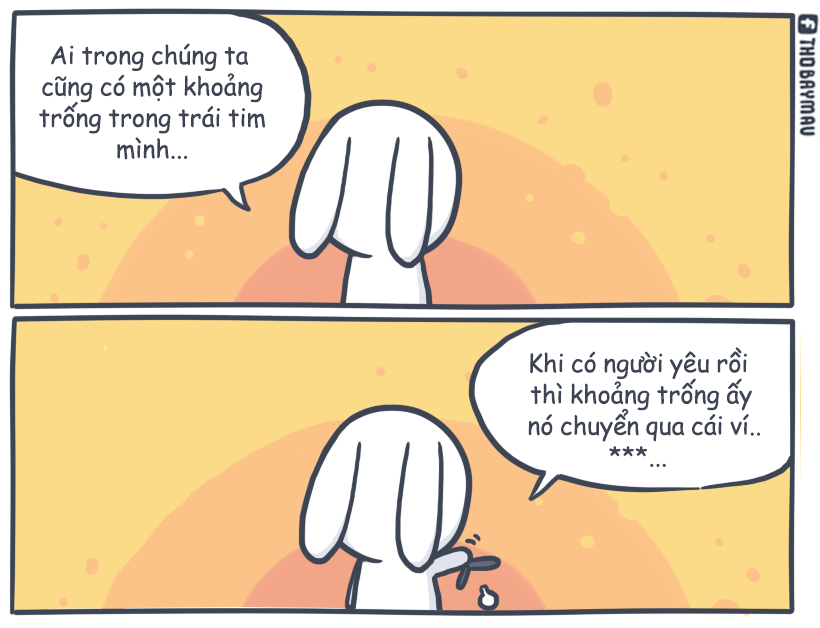 Ai trong chúng ta
cũng có một khoảng
trống trong trái tim
mình...
THOBAYMAU
Khi có người yêu rồi
thì khoảng trống ấy
nó chuyển qua cái ví..
***...